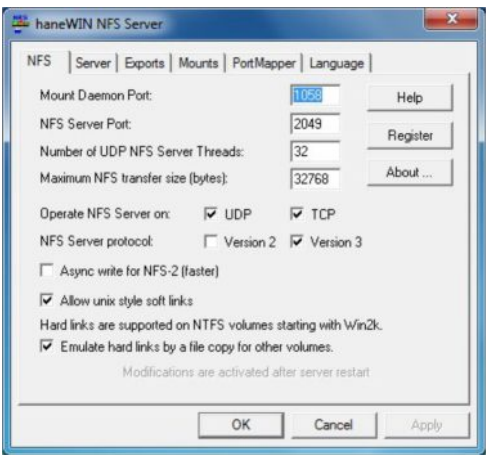 haneWIN NFS Server
NFS Server Exports Mounts PortMapper Language
Mount Daemon Port: 1058 Help
NFS Server Port: 2049 Register
Number of UDP NFS Server Threads: 32
Maximum NFS transfer size (bytes): 32768 About ...
Operate NFS Server on: UDP TCP
NFS Server protocol: Version 2 Version 3
Async write for NFS-2 (faster)
Allow unix style soft links
Hard links are supported on NTFS volumes starting with Win2k.
Emulate hard links by a file copy for other volumes.
Modifications are activated after server restart
OK Cancel Apply